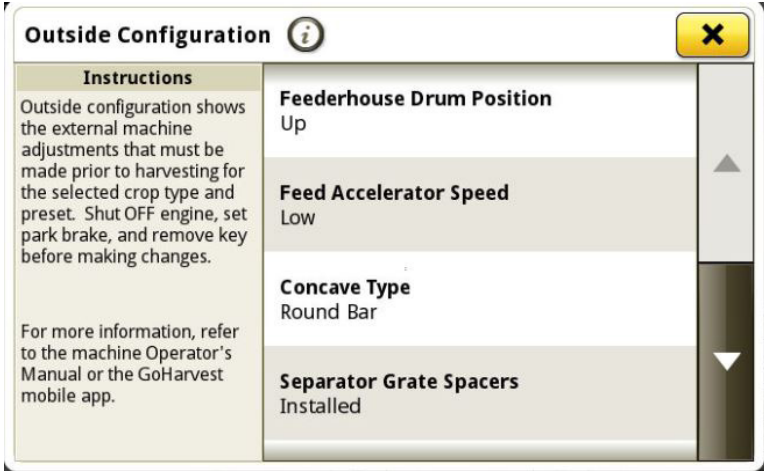 Outside Configuration
Instructions
Outside configuration shows
the external machine
adjustments that must be
made prior to harvesting for
the selected crop type and
preset. Shut OFF engine, set
park brake, and remove key
before making changes.
For more information, refer
to the machine Operator's
Manual or the GoHarvest
mobile app.
Feederhouse Drum Position
Up
Feed Accelerator Speed
Low
Concave Type
Round Bar
Separator Grate Spacers
Installed